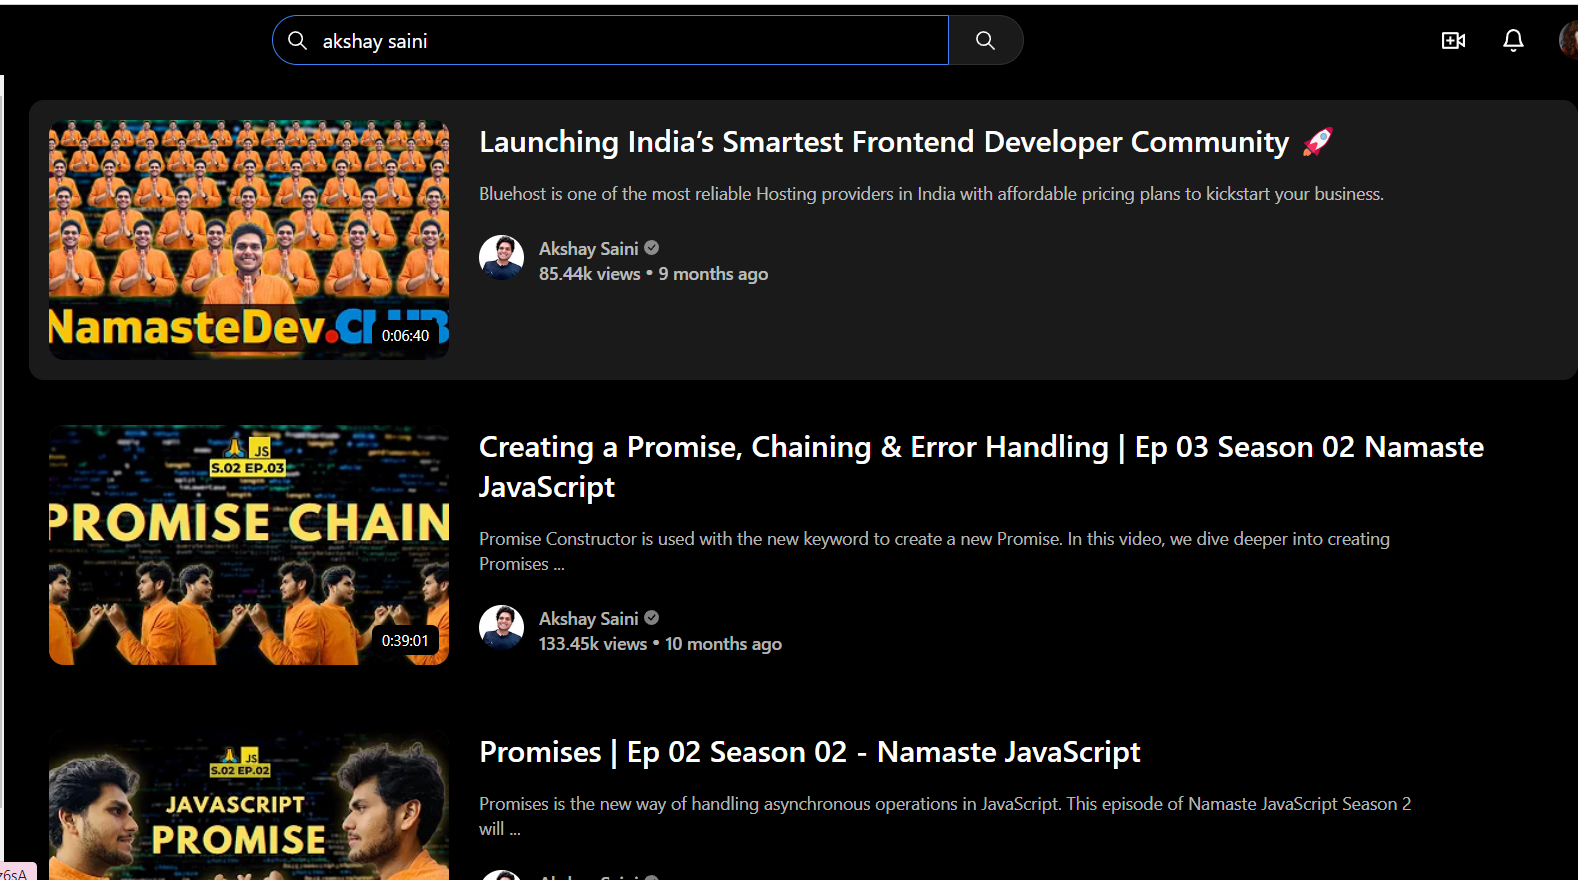 akshay saini
Launching India’s Smartest Frontend Developer Community 🚀
Bluehost is one of the most reliable Hosting providers in India with affordable pricing plans to kickstart your business.
Akshay Saini
85.44k views • 9 months ago
NamasteDev.CLUB
0:06:40
JS
S.02 EP.03
PROMISE CHAIN
0:39:01
Creating a Promise, Chaining & Error Handling | Ep 03 Season 02 Namaste
JavaScript
Promise Constructor is used with the new keyword to create a new Promise. In this video, we dive deeper into creating
Promises ...
Akshay Saini
133.45k views • 10 months ago
JS
S.02 EP.02
JAVASCRIPT
PROMISE
Promises | Ep 02 Season 02 - Namaste JavaScript
Promises is the new way of handling asynchronous operations in JavaScript. This episode of Namaste JavaScript Season 2
will ...
Akshay Saini
z6sA